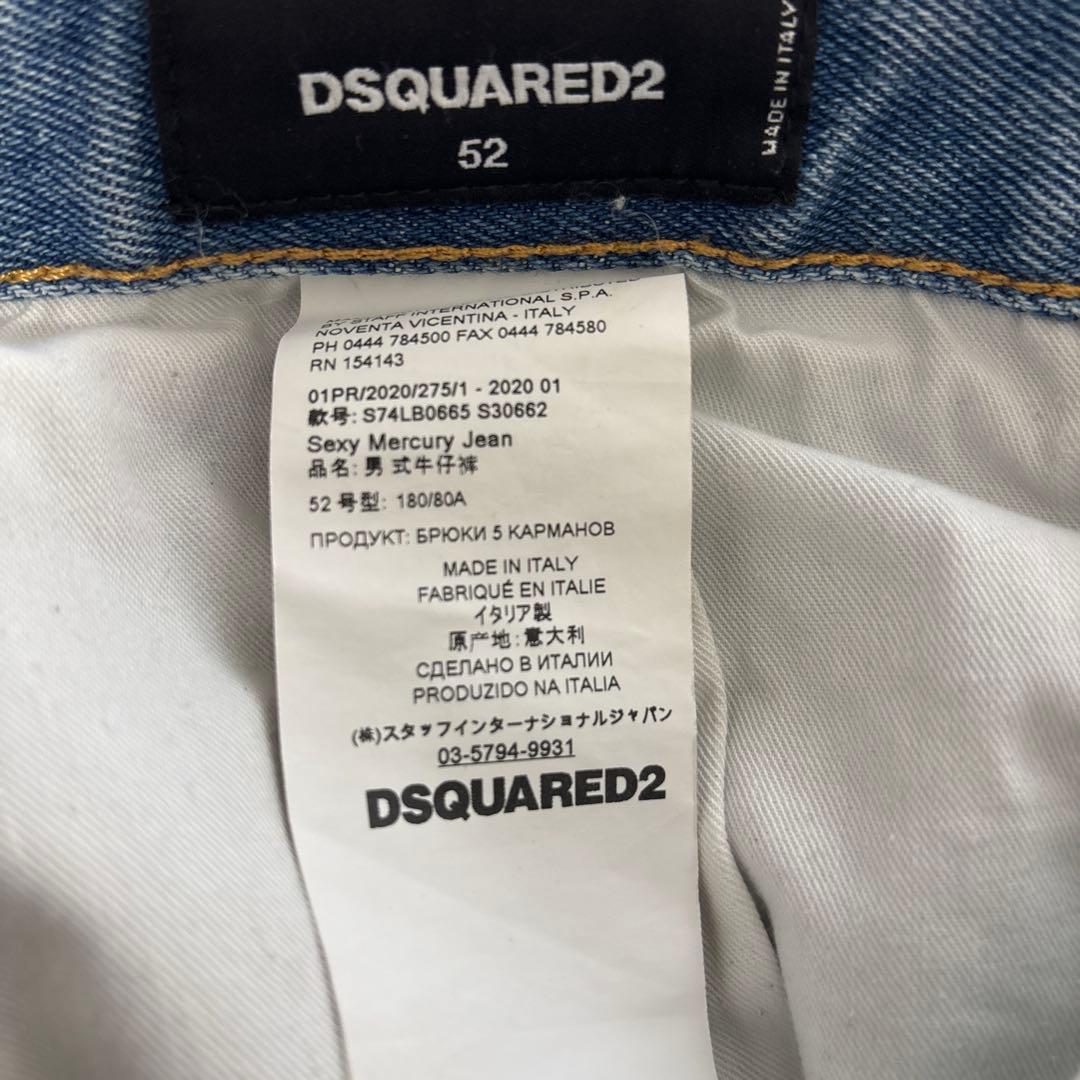 DSQUARED2
52
MADE IN ITALY
BY STAFF INTERNATIONAL S.P.A.
NOVENTA VICENTINA - ITALY
PH 0444 784500 FAX 0444 784580
RN 154143
01PR/2020/275/1 - 2020 01
款号: S74LB0665 S30662
Sexy Mercury Jean
品名: 男 式牛仔裤
52 号型: 180/80A
ПРОДУКТ: БРЮКИ 5 КАРМАНОВ
MADE IN ITALY
FABRIQUÉ EN ITALIE
イタリア製
原产地: 意大利
СДЕЛАНО В ИТАЛИИ
PRODUZIDO NA ITALIA
(株)スタッフインターナショナルジャパン
03-5794-9931
DSQUARED2